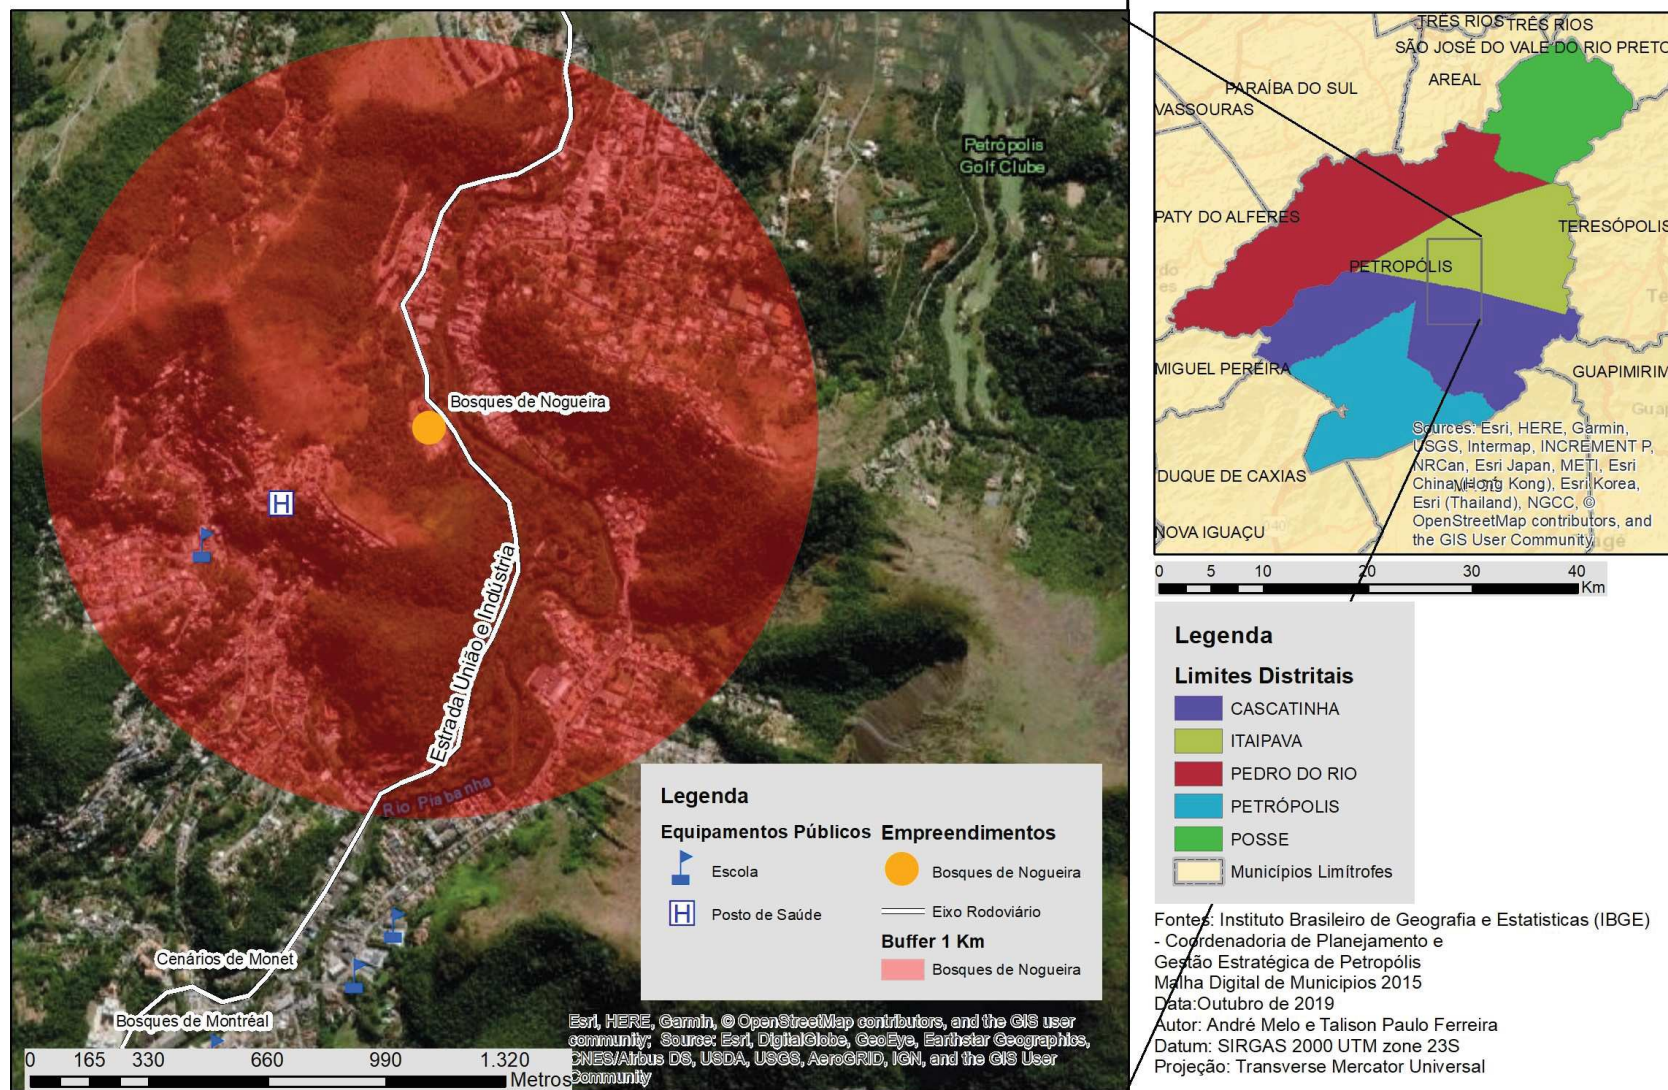 Petrópolis
Golf Clube
Bosques de Nogueira
H
Estrada União e Indústria
Rio Piabanha
Cenários de Monet
Bosques de Montréal
Legenda
Equipamentos Públicos
Escola
H Posto de Saúde
Empreendimentos
Bosques de Nogueira
Eixo Rodoviário
Buffer 1 Km
Bosques de Nogueira
Esri, HERE, Garmin, © OpenStreetMap contributors, and the GIS user
community; Source: Esri, DigitalGlobe, GeoEye, Earthstar Geographics,
CNES/Airbus DS, USDA, USGS, AeroGRID, IGN, and the GIS User
Community
0 165 330 660 990 1.320
Metros
TRÊS RIOS TRÊS RIOS
SÃO JOSÉ DO VALE DO RIO PRETO
AREAL
PARAÍBA DO SUL
VASSOURAS
PATY DO ALFERES
TERESÓPOLIS
PETROPÓLIS
MIGUEL PEREIRA
GUAPIMIRIM
DUQUE DE CAXIAS
NOVA IGUAÇU
Sources: Esri, HERE, Garmin,
USGS, Intermap, INCREMENT P,
NRCan, Esri Japan, METI, Esri
China (Hong Kong), Esri Korea,
Esri (Thailand), NGCC, ©
OpenStreetMap contributors, and
the GIS User Community
0 5 10 20 30 40
Km
Legenda
Limites Distritais
CASCATINHA
ITAIPAVA
PEDRO DO RIO
PETRÓPOLIS
POSSE
Municípios Limítrofes
Fontes: Instituto Brasileiro de Geografia e Estatisticas (IBGE)
- Coordenadoria de Planejamento e
Gestão Estratégica de Petropólis
Malha Digital de Municipios 2015
Data:Outubro de 2019
Autor: André Melo e Talison Paulo Ferreira
Datum: SIRGAS 2000 UTM zone 23S
Projeção: Transverse Mercator Universal